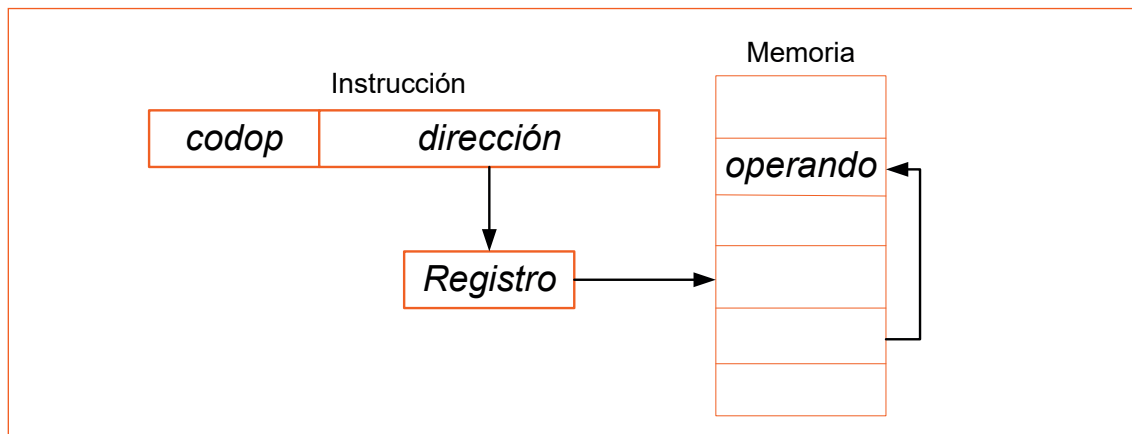 Memoria
Instrucción
codop dirección
operando
Registro